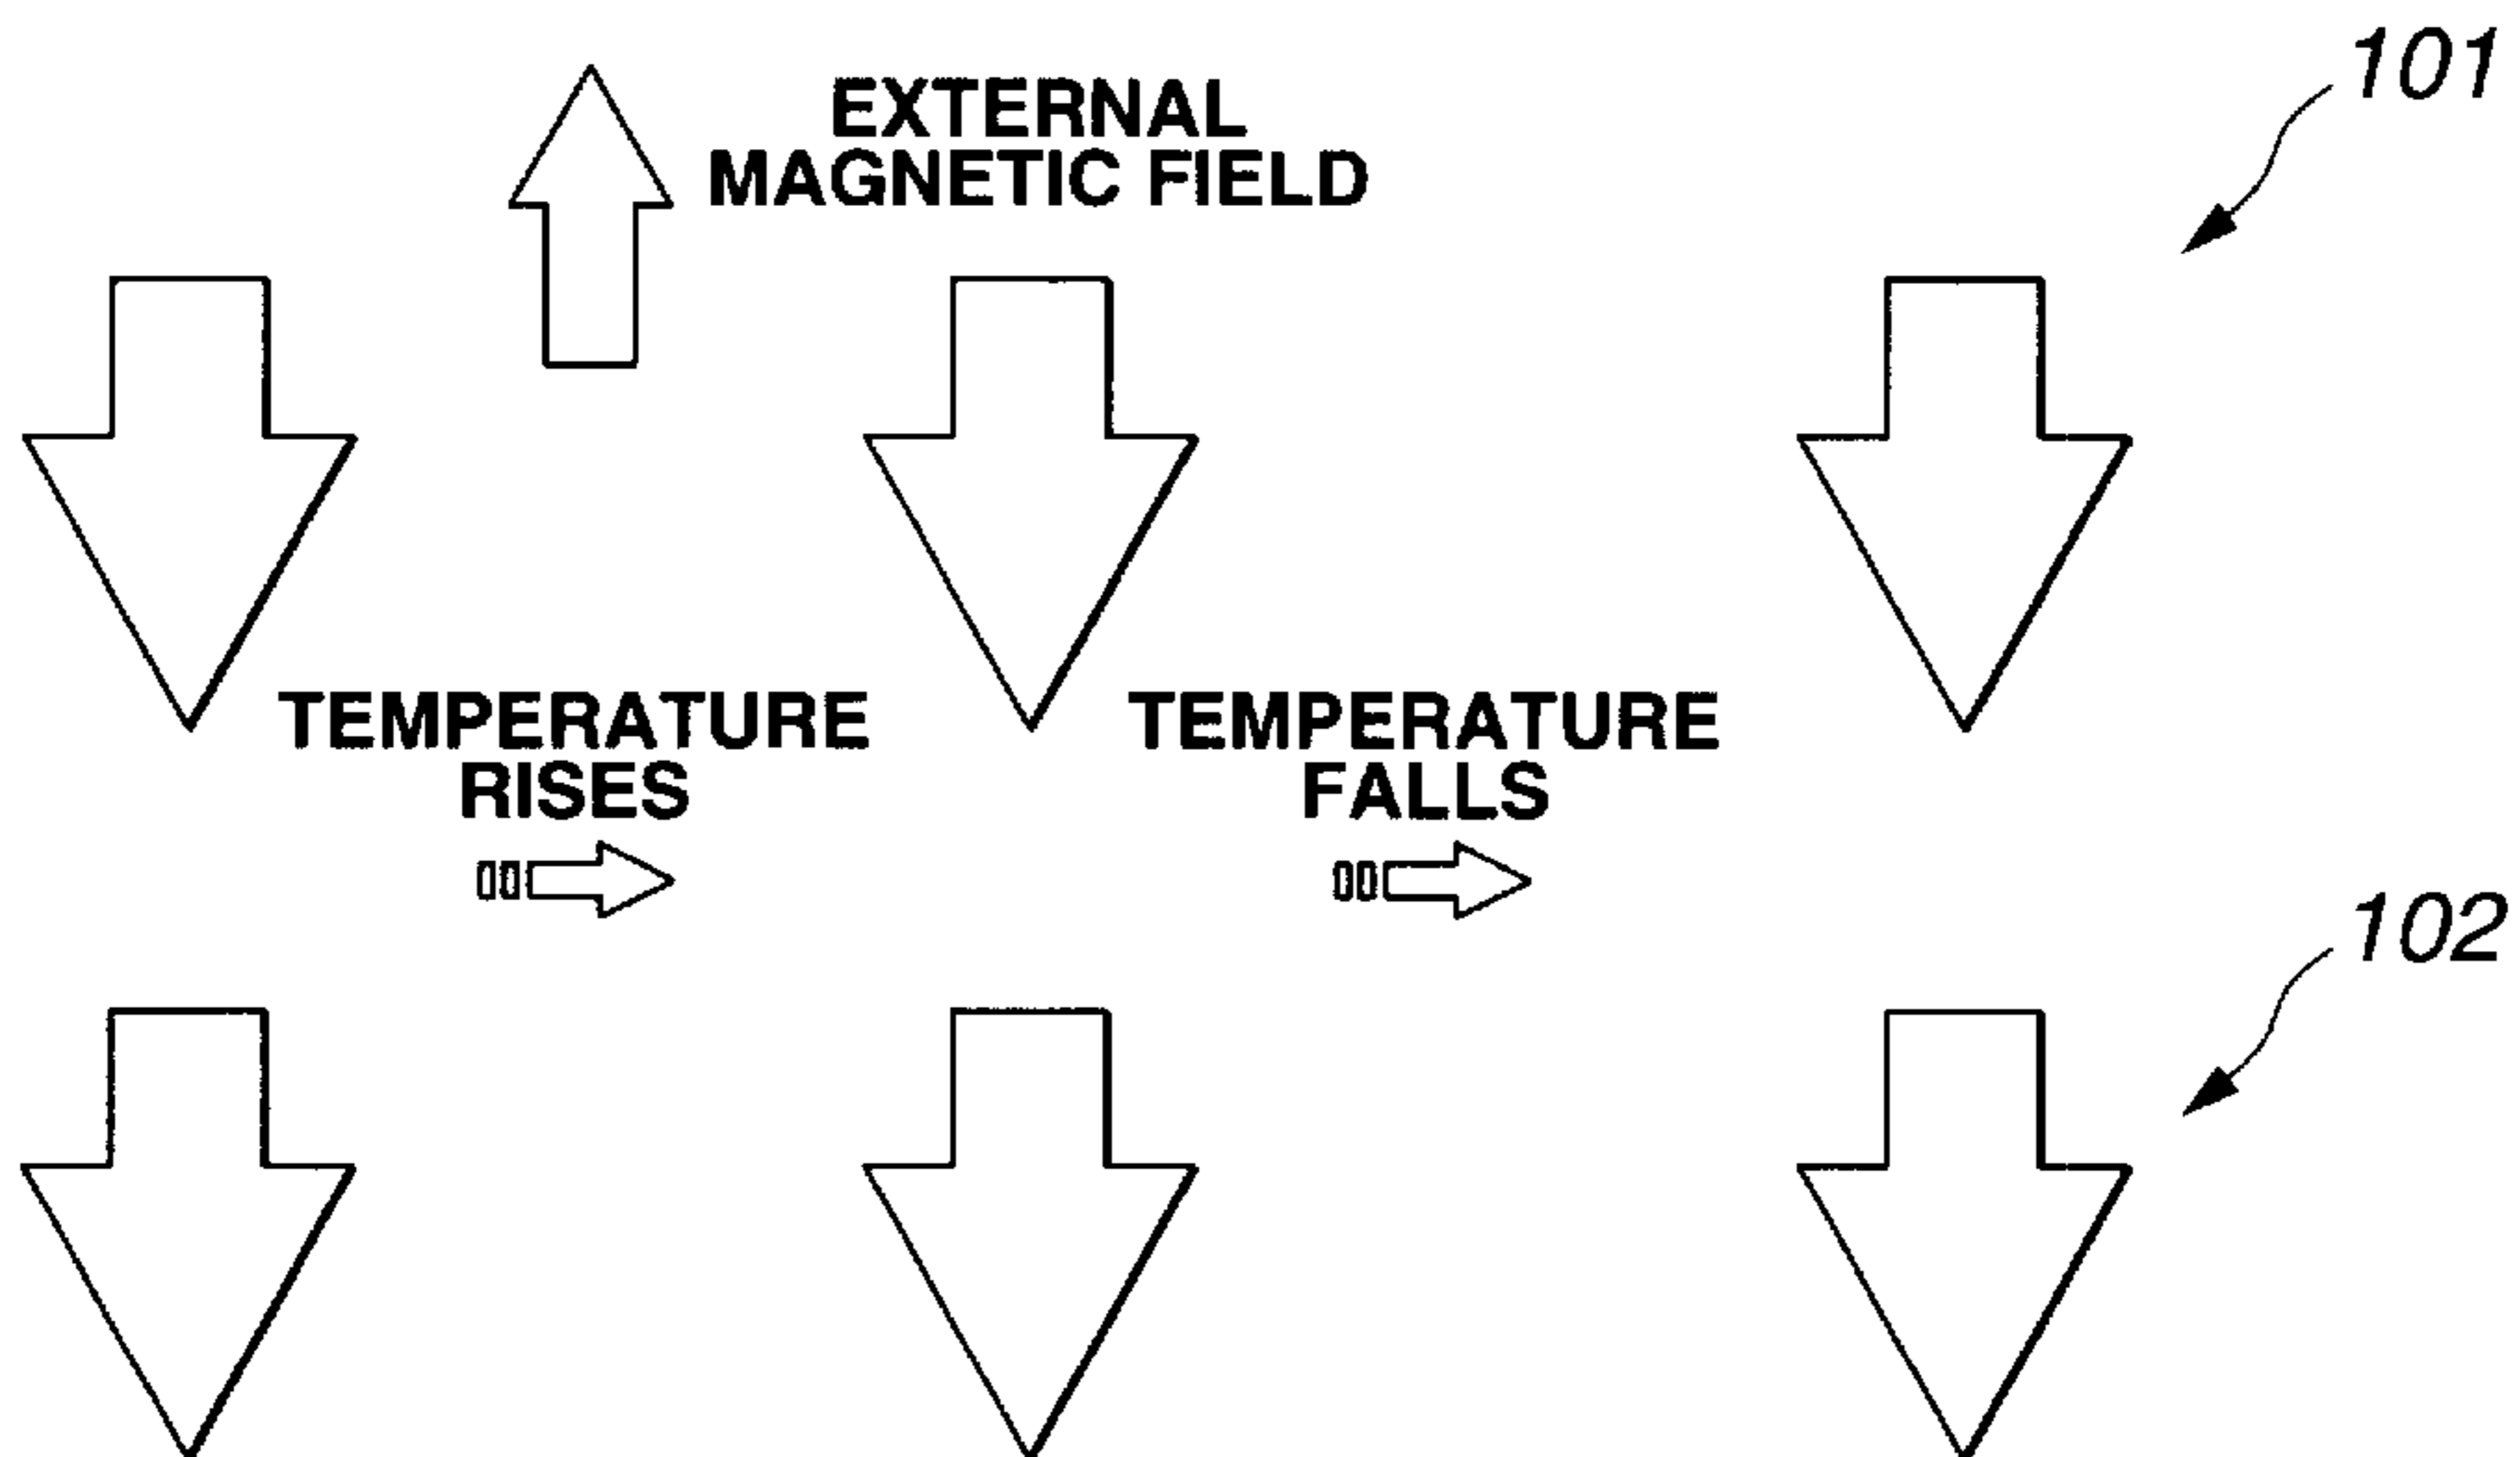 101
EXTERNAL
MAGNETIC FIELD
TEMPERATURE
RISES
TEMPERATURE
FALLS
102